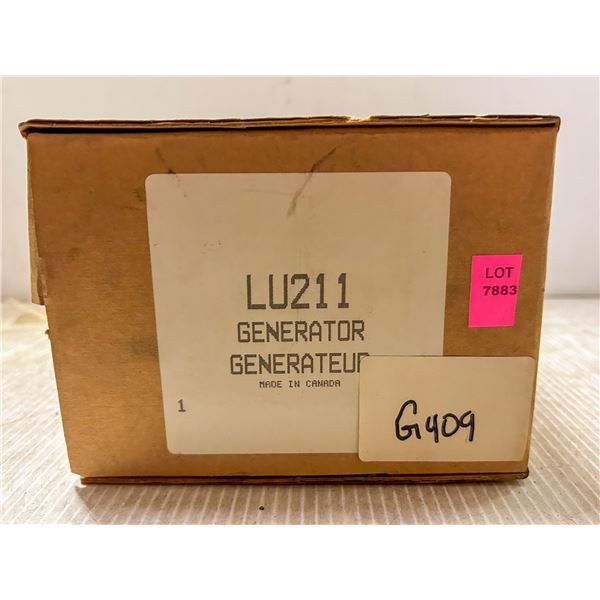 LOT
7883
LU211
GENERATOR
GENERATEUR
MADE IN CANADA
1
G409